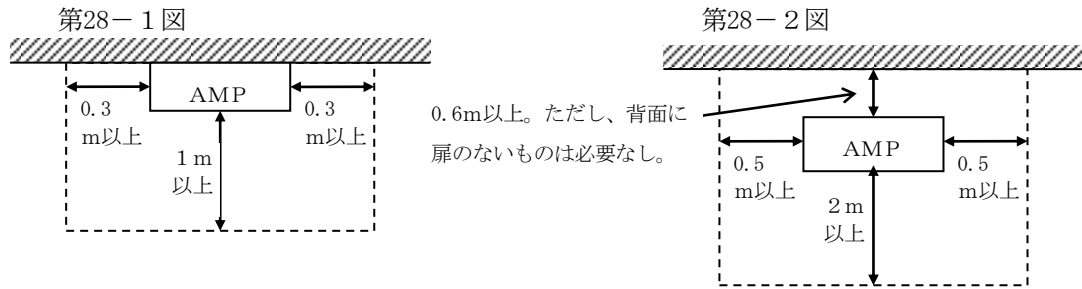 第28－１図
AMP
0.3
m以上
0.3
m以上
１ｍ
以上
第28－２図
0.6m以上。ただし、背面に
扉のないものは必要なし。
AMP
0.5
m以上
0.5
m以上
２ｍ
以上